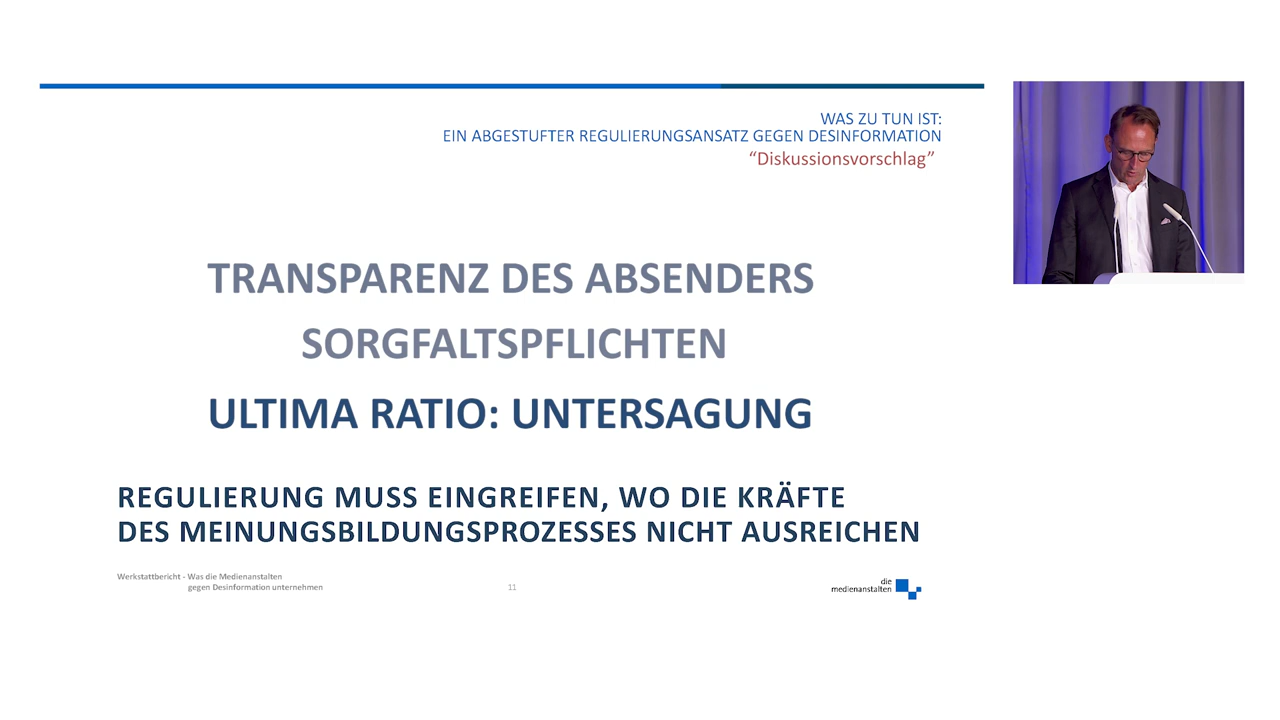 WAS ZU TUN IST:
EIN ABGESTUFTER REGULIERUNGSANSATZ GEGEN DESINFORMATION
“Diskussionsvorschlag”
TRANSPARENZ DES ABSENDERS
SORGFALTSPFLICHTEN
ULTIMA RATIO: UNTERSAGUNG
REGULIERUNG MUSS EINGREIFEN, WO DIE KRÄFTE
DES MEINUNGSBILDUNGSPROZESSES NICHT AUSREICHEN
Werkstattbericht - Was die Medienanstalten
gegen Desinformation unternehmen
11
die
medienanstalten